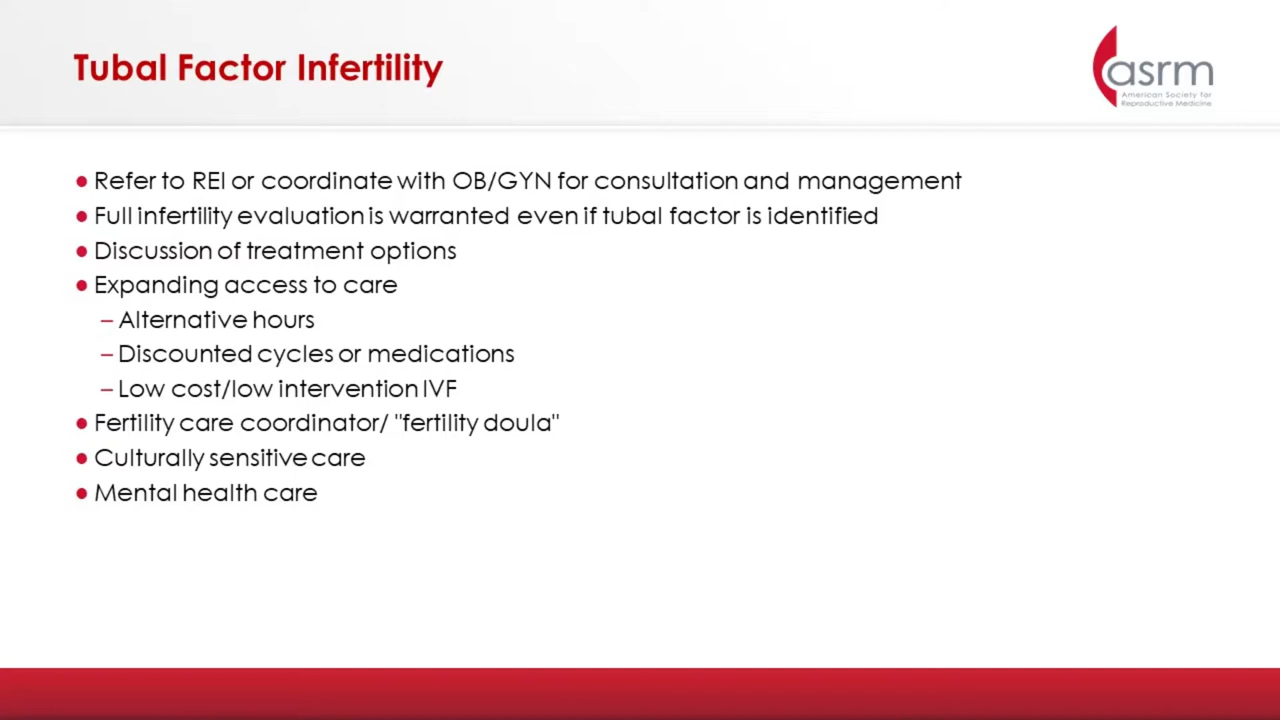 Tubal Factor Infertility
asrm
American Society for
Reproductive Medicine
● Refer to REI or coordinate with OB/GYN for consultation and management
● Full infertility evaluation is warranted even if tubal factor is identified
● Discussion of treatment options
● Expanding access to care
– Alternative hours
– Discounted cycles or medications
– Low cost/low intervention IVF
● Fertility care coordinator/ "fertility doula"
● Culturally sensitive care
● Mental health care